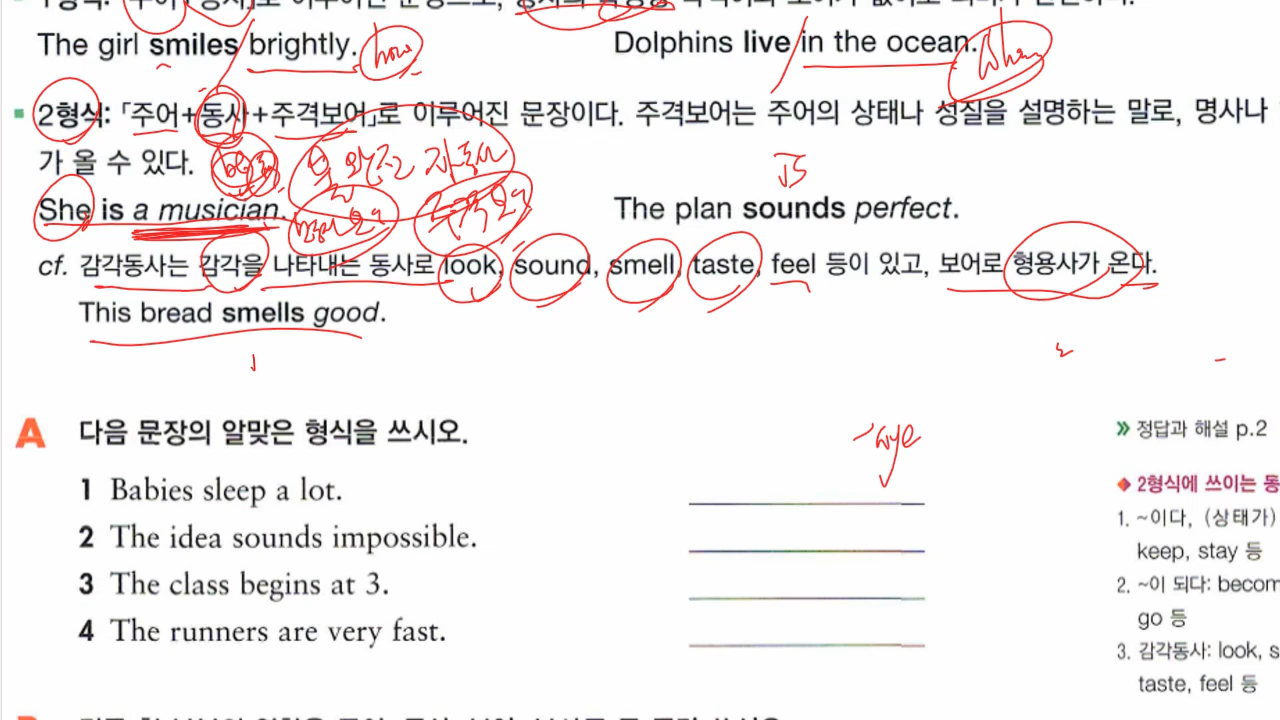 The girl smiles brightly. how
Dolphins live in the ocean.
2형식: 「주어+동사+주격보어」로 이루어진 문장이다. 주격보어는 주어의 상태나 성질을 설명하는 말로, 명사나
가 올 수 있다.
불완전 자동사
She is a musician.
The plan sounds perfect.
cf. 감각동사는 감각을 나타내는 동사로 look, sound, smell, taste, feel 등이 있고, 보어로 형용사가 온다.
This bread smells good.
A 다음 문장의 알맞은 형식을 쓰시오.
1 Babies sleep a lot.
2 The idea sounds impossible.
3 The class begins at 3.
4 The runners are very fast.
» 정답과 해설 p.2
◆ 2형식에 쓰이는 동
1. ~이다, (상태가)
keep, stay 등
2. ~이 되다: becom
go 등
3. 감각동사: look, s
taste, feel 등